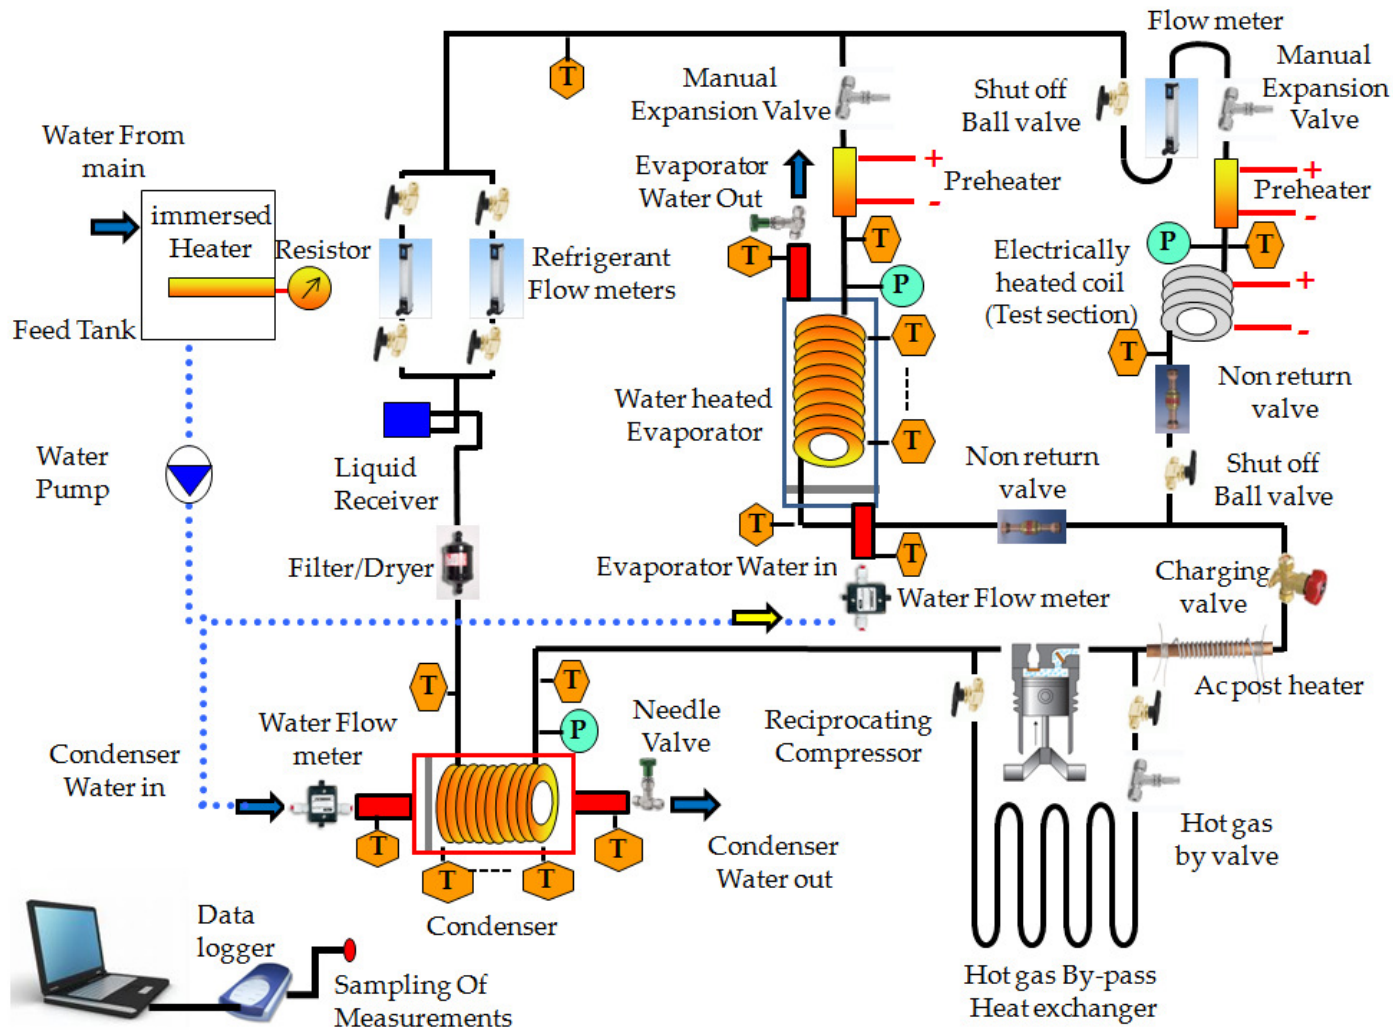 Flow meter
Manual
Expansion Valve
Shut off
Ball valve
Manual
Expansion
Valve
T
Water From
main
Evaporator
Water Out
+
-
Preheater
+
-
Preheater
immersed
Heater
Resistor
Feed Tank
Refrigerant
Flow meters
T
T
P
P
T
Electrically
heated coil
(Test section)
+
-
T
T
T
Water heated
Evaporator
Non return
valve
Liquid
Receiver
Water
Pump
Non return
valve
Shut off
Ball valve
T
T
Filter/Dryer
Evaporator Water in
Water Flow meter
Charging
valve
T
T
P
Water Flow
meter
Needle
Valve
Reciprocating
Compressor
Ac post heater
Condenser
Water in
T
T
T
T
Condenser
Water out
Hot gas
by valve
Condenser
Data
logger
Sampling Of
Measurements
Hot gas By-pass
Heat exchanger